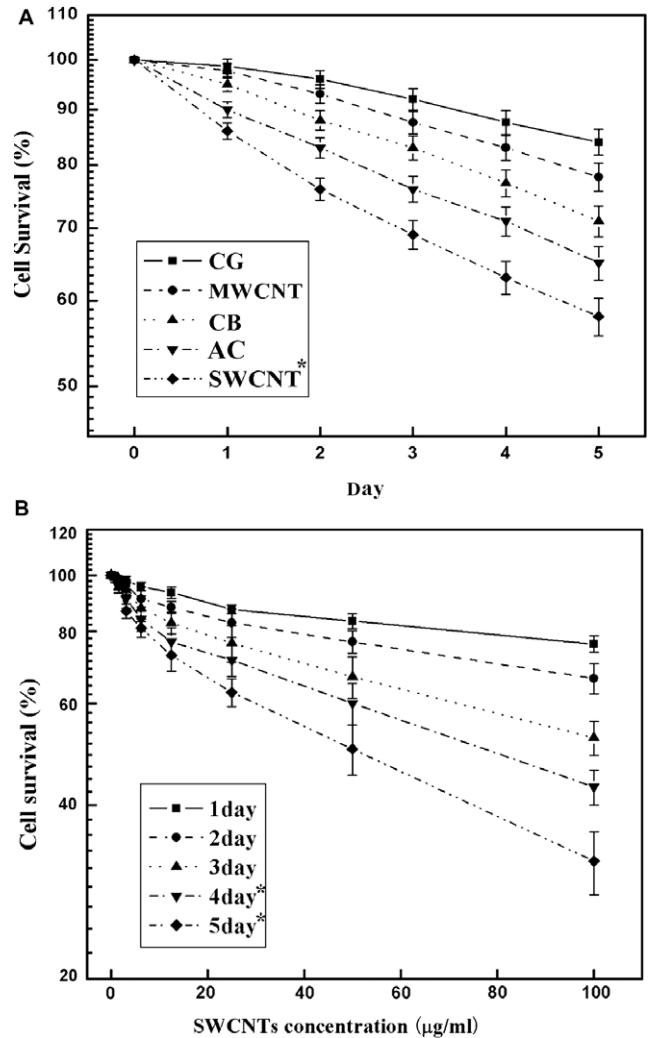 A
100
90
80
70
60
50
Cell Survival (%)
CG
MWCNT
CB
AC
SWCNT*
0 1 2 3 4 5
Day
B
120
100
80
60
40
20
Cell survival (%)
1day
2day
3day
4day*
5day*
0 20 40 60 80 100
SWCNTs concentration (μg/ml)